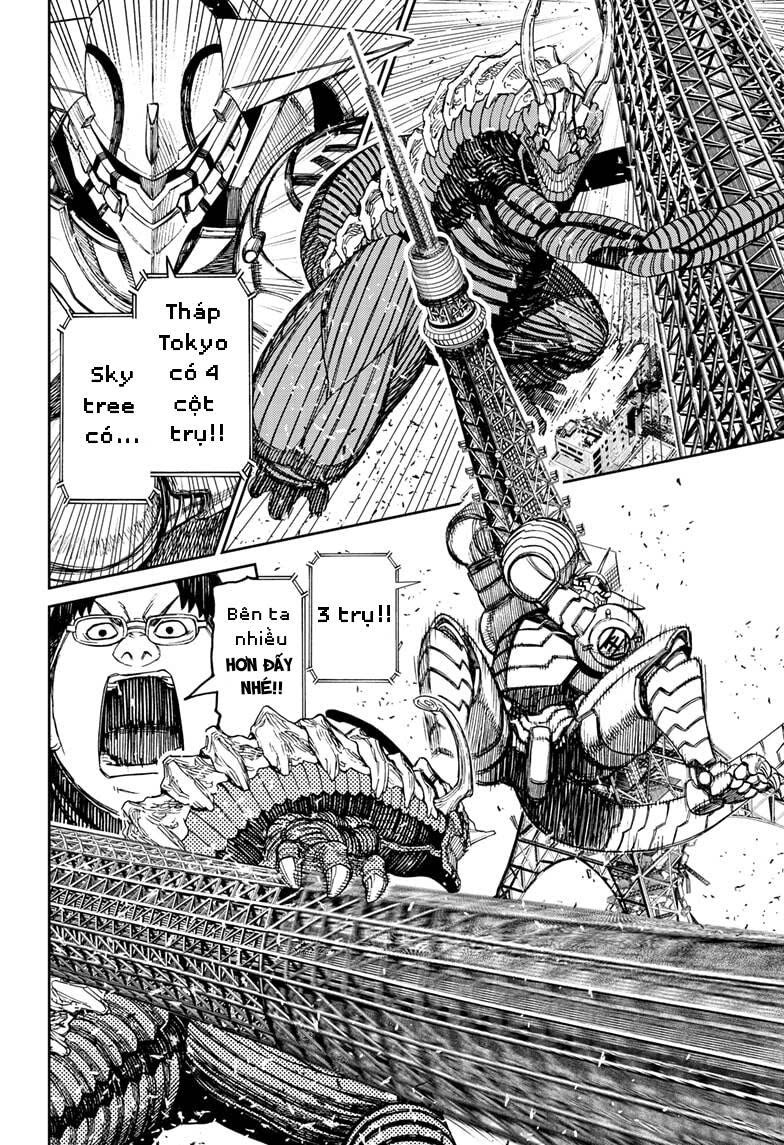 Tháp
Tokyo
có 4
cột
trụ!!
Sky
tree
có...
3 trụ!!
Bên ta
nhiều
HƠN ĐẤY
NHÉ!!